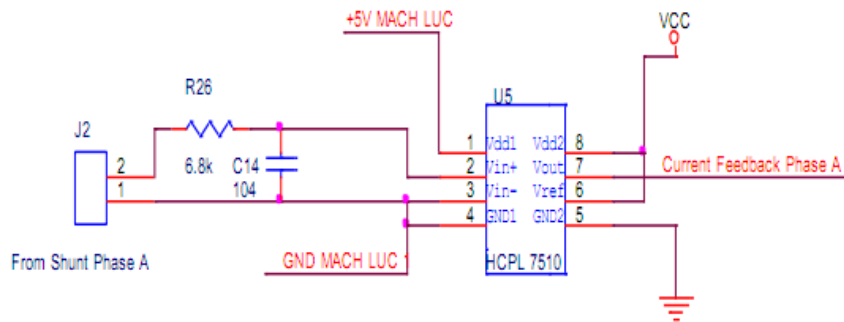 +5V MACH LUC
VCC
R26
U5
J2
1 Vdd1 Vdd2 8
2 6.8k C14 2 Vin+ Vout 7 Current Feedback Phase A
1 104 3 Vin- Vref 6
4 GND1 GND2 5
From Shunt Phase A
GND MACH LUC 1
HCPL 7510